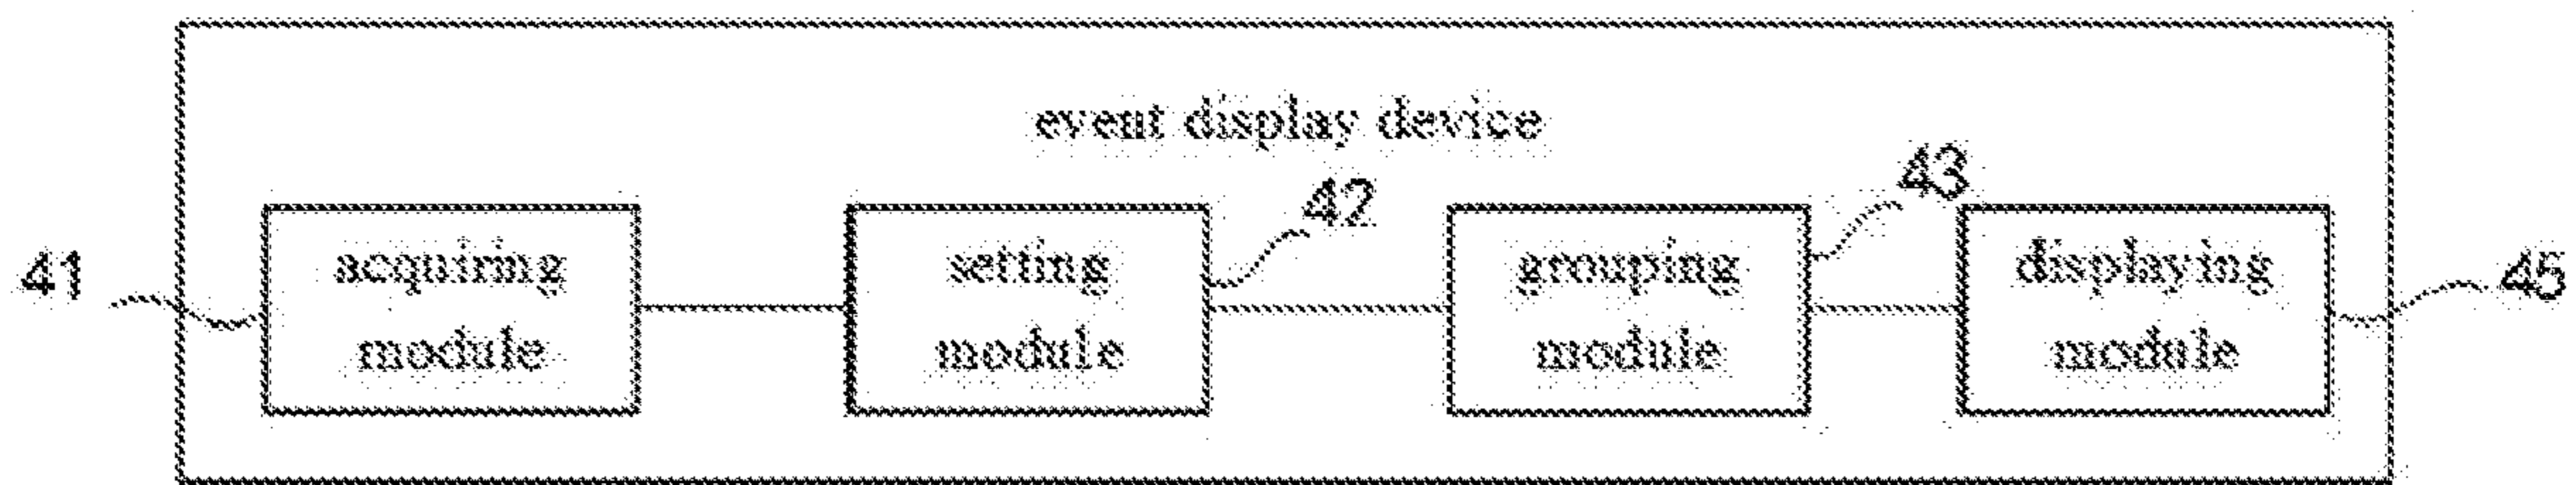 event display device
42
43
41
acquiring
module
setting
module
grouping
module
displaying
module
45